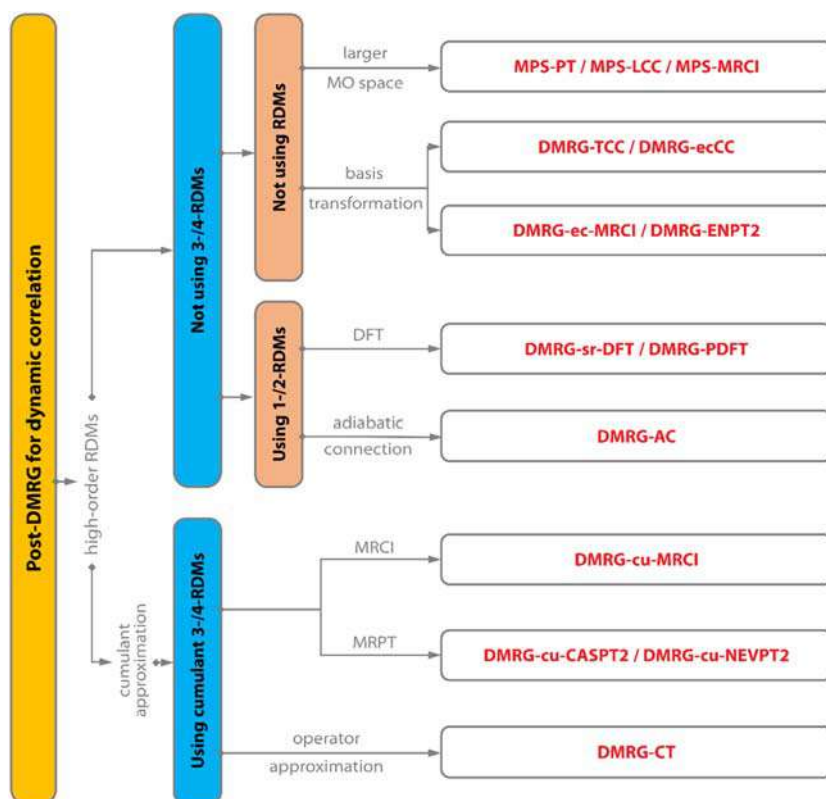 Post-DMRG for dynamic correlation
high-order RDMs
cumulant
approximation
Not using 3-/4-RDMs
Not using RDMs
larger
MO space
MPS-PT / MPS-LCC / MPS-MRCI
basis
transformation
DMRG-TCC / DMRG-ecCC
DMRG-ec-MRCI / DMRG-ENPT2
Using 1-/2-RDMs
DFT
DMRG-sr-DFT / DMRG-PDFT
adiabatic
connection
DMRG-AC
Using cumulant 3-/4-RDMs
MRCI
DMRG-cu-MRCI
MRPT
DMRG-cu-CASPT2 / DMRG-cu-NEVPT2
operator
approximation
DMRG-CT